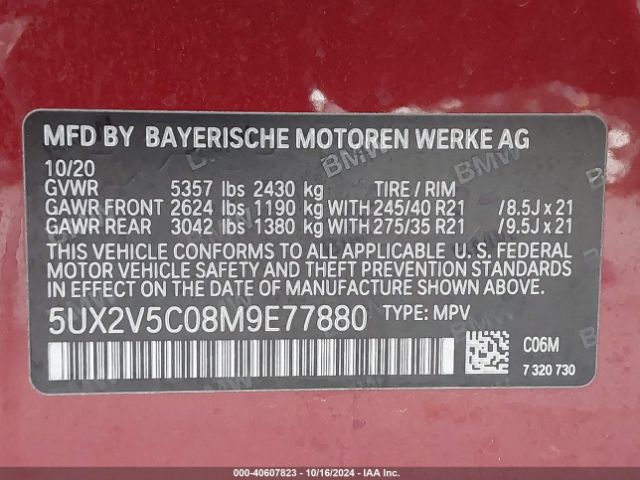 MFD BY BAYERISCHE MOTOREN WERKE AG
10/20
GVWR 5357 lbs 2430 kg TIRE / RIM
GAWR FRONT 2624 lbs 1190 kg WITH 245/40 R21 /8.5J x 21
GAWR REAR 3042 lbs 1380 kg WITH 275/35 R21 /9.5J x 21
THIS VEHICLE CONFORMS TO ALL APPLICABLE U. S. FEDERAL
MOTOR VEHICLE SAFETY AND THEFT PREVENTION STANDARDS
IN EFFECT ON THE DATE OF MANUFACTURE SHOWN ABOVE.
5UX2V5C08M9E77880 TYPE: MPV
C06M
7 320 730
000-40607823 - 10/16/2024 - IAA Inc.